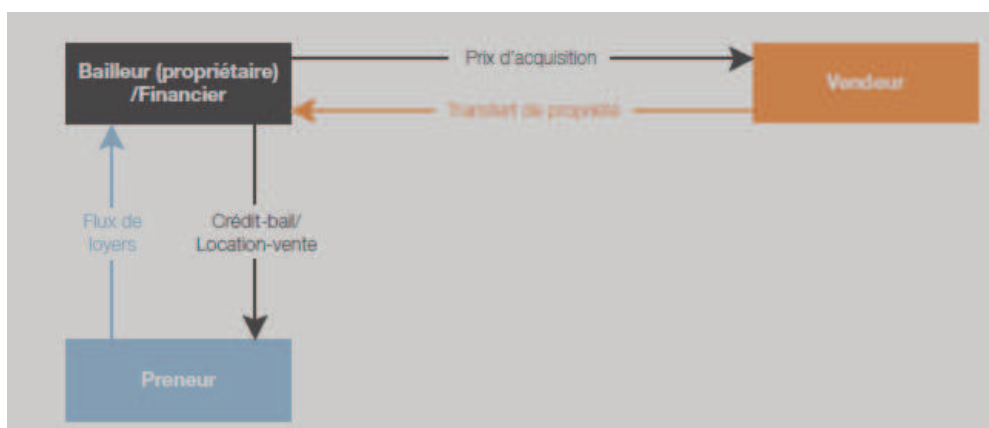 Bailleur (propriétaire)
/Financier
Prix d'acquisition
Vendeur
Transfert de propriété
Flux de
loyers
Crédit-bail/
Location-vente
Preneur